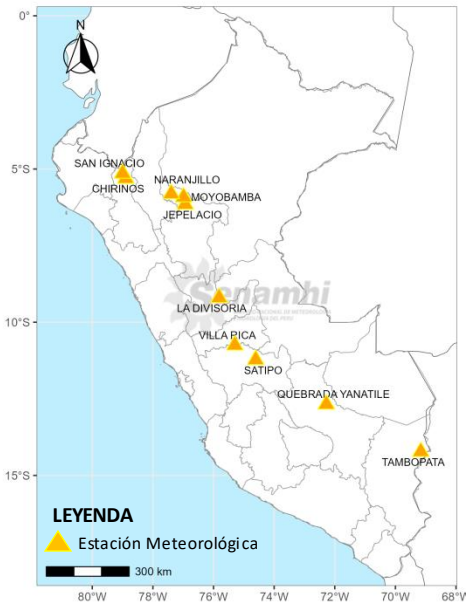 N
0°
5°S
10°S
15°S
SAN IGNACIO
CHIRINOS
NARANJILLO
MOYOBAMBA
JEPELACIO
Senamhi
LA DIVISORIA
VILLA RICA
SATIPO
QUEBRADA YANATILE
TAMBOPATA
LEYENDA
Estación Meteorológica
300 km
80°W
78°W
76°W
74°W
72°W
70°W
68°W